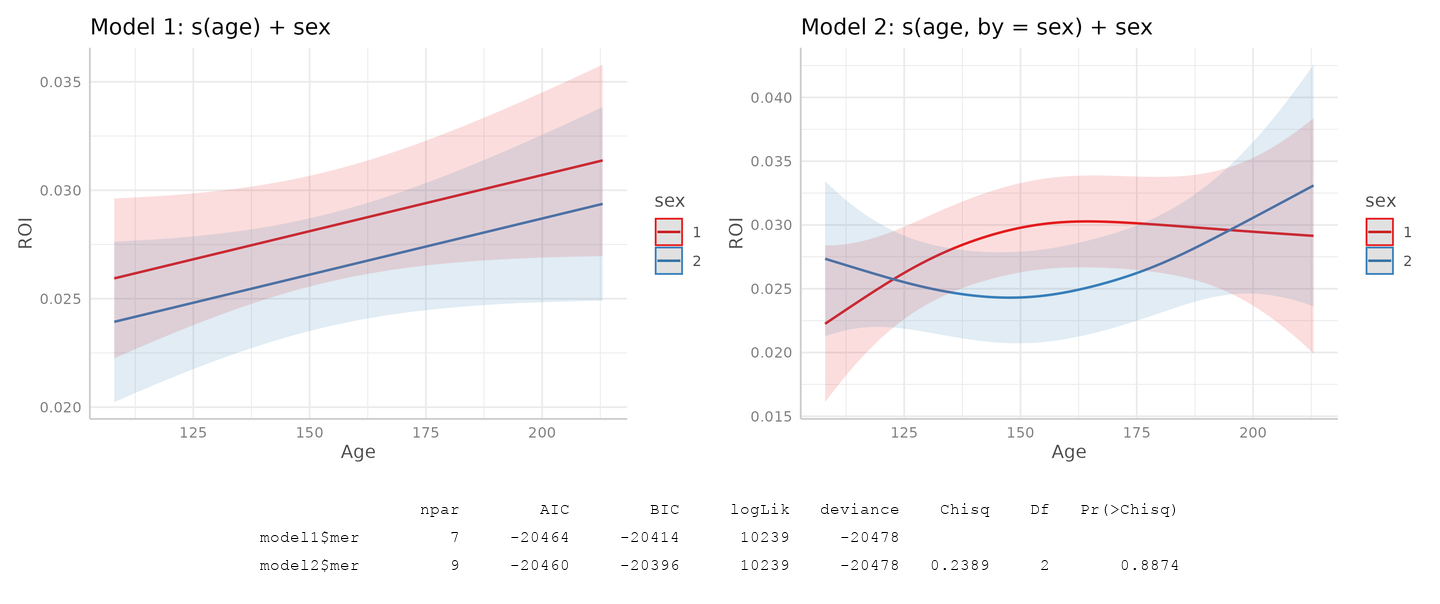 Model 1: s(age) + sex
0.035
0.030
0.025
0.020
ROI
125 150 175 200
Age
sex
1
2
Model 2: s(age, by = sex) + sex
0.040
0.035
0.030
0.025
0.020
0.015
ROI
125 150 175 200
Age
sex
1
2
npar AIC BIC logLik deviance Chisq Df Pr(>Chisq)
model1$mer 7 -20464 -20414 10239 -20478
model2$mer 9 -20460 -20396 10239 -20478 0.2389 2 0.8874